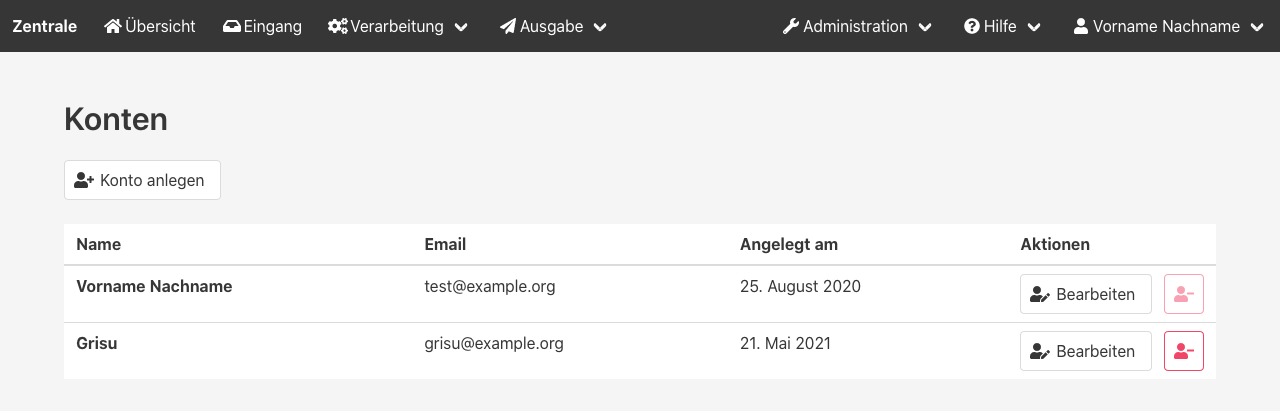 Zentrale Übersicht Eingang Verarbeitung Ausgabe Administration Hilfe Vorname Nachname
Konten
Konto anlegen
Name Email Angelegt am Aktionen
Vorname Nachname test@example.org 25. August 2020 Bearbeiten
Grisu grisu@example.org 21. Mai 2021 Bearbeiten